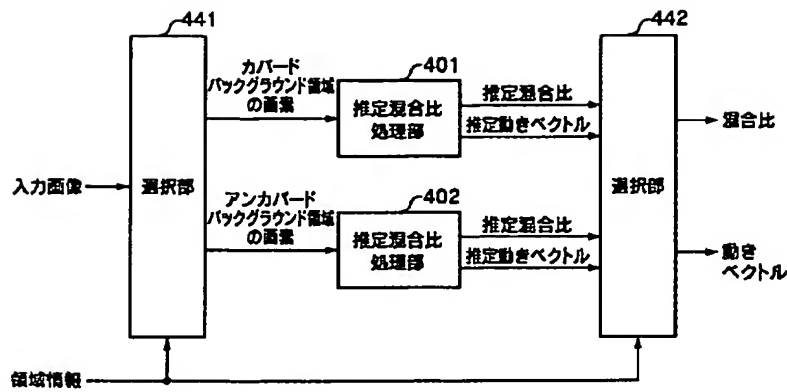 441
442
カバード
バックグラウンド領域
の画素
401
推定混合比
処理部
推定混合比
推定動きベクトル
混合比
入力画像
選択部
選択部
アンカバード
バックグラウンド領域
の画素
402
推定混合比
処理部
推定混合比
推定動きベクトル
動き
ベクトル
領域情報